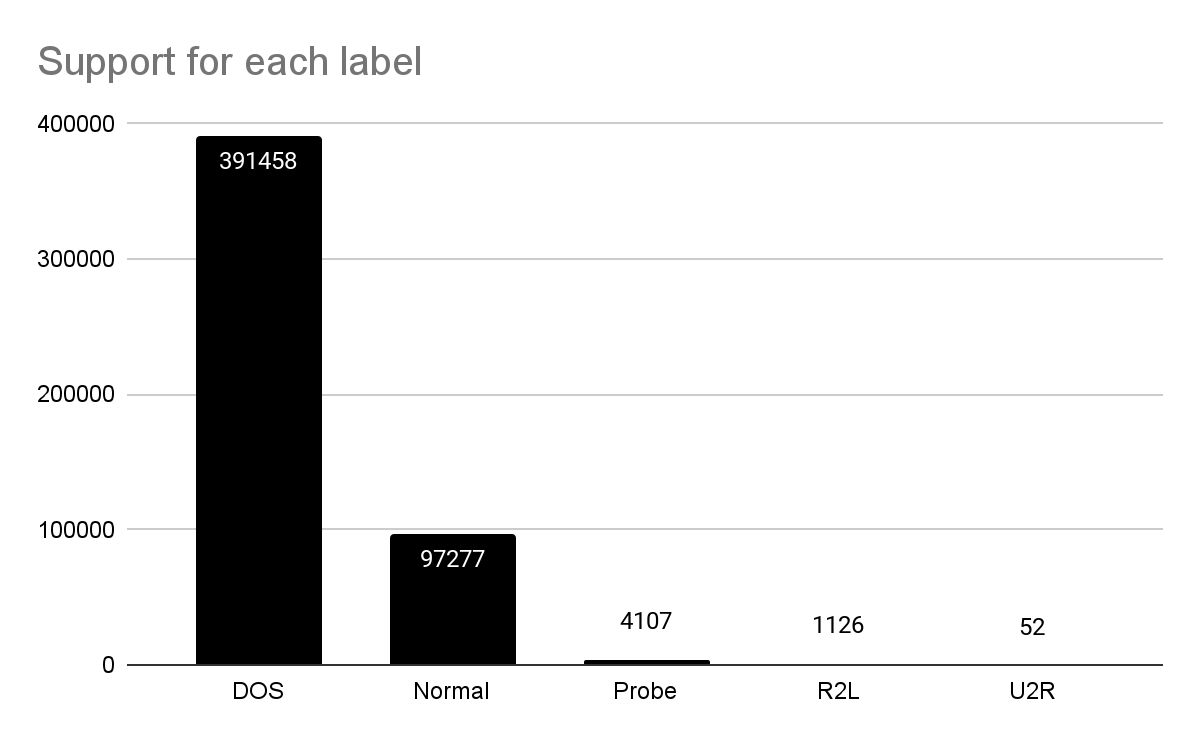 Support for each label
400000
391458
300000
200000
100000
97277
4107
1126
52
0
DOS
Normal
Probe
R2L
U2R